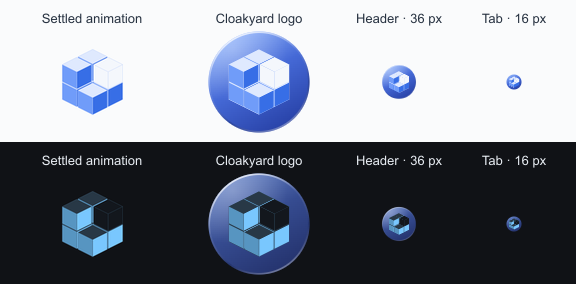 Settled animation
Cloakyard logo
Header · 36 px
Tab · 16 px
Settled animation
Cloakyard logo
Header · 36 px
Tab · 16 px